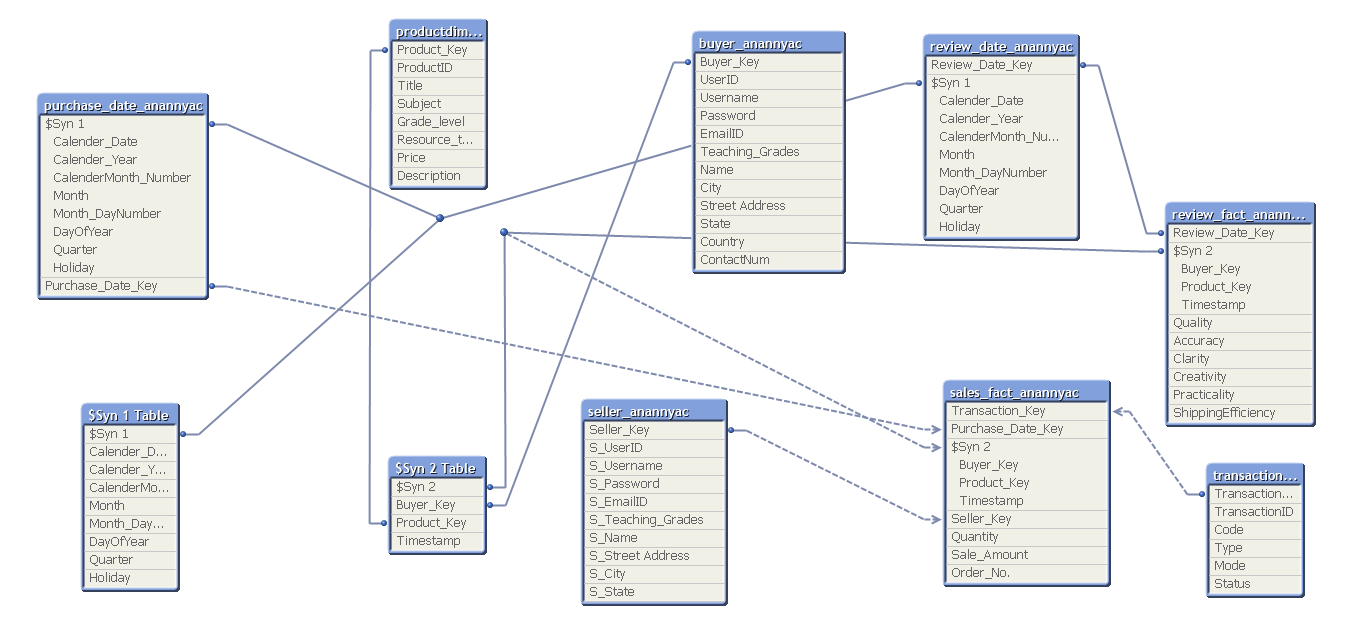 productdim...
Product_Key
ProductID
Title
Subject
Grade_level
Resource_t...
Price
Description
buyer_anannyac
Buyer_Key
UserID
Username
Password
EmailID
Teaching_Grades
Name
City
Street Address
State
Country
ContactNum
review_date_anannyac
Review_Date_Key
$Syn 1
Calender_Date
Calender_Year
CalenderMonth_Nu...
Month
Month_DayNumber
DayOfYear
Quarter
Holiday
purchase_date_anannyac
$Syn 1
Calender_Date
Calender_Year
CalenderMonth_Number
Month
Month_DayNumber
DayOfYear
Quarter
Holiday
Purchase_Date_Key
review_fact_anann...
Review_Date_Key
$Syn 2
Buyer_Key
Product_Key
Timestamp
Quality
Accuracy
Clarity
Creativity
Practicality
ShippingEfficiency
$Syn 1 Table
$Syn 1
Calender_D...
Calender_Y...
CalenderMo...
Month
Month_Day...
DayOfYear
Quarter
Holiday
$Syn 2 Table
$Syn 2
Buyer_Key
Product_Key
Timestamp
seller_anannyac
Seller_Key
S_UserID
S_Username
S_Password
S_EmailID
S_Teaching_Grades
S_Name
S_Street Address
S_City
S_State
sales_fact_anannyac
Transaction_Key
Purchase_Date_Key
$Syn 2
Buyer_Key
Product_Key
Timestamp
Seller_Key
Quantity
Sale_Amount
Order_No.
transaction...
Transaction...
TransactionID
Code
Type
Mode
Status